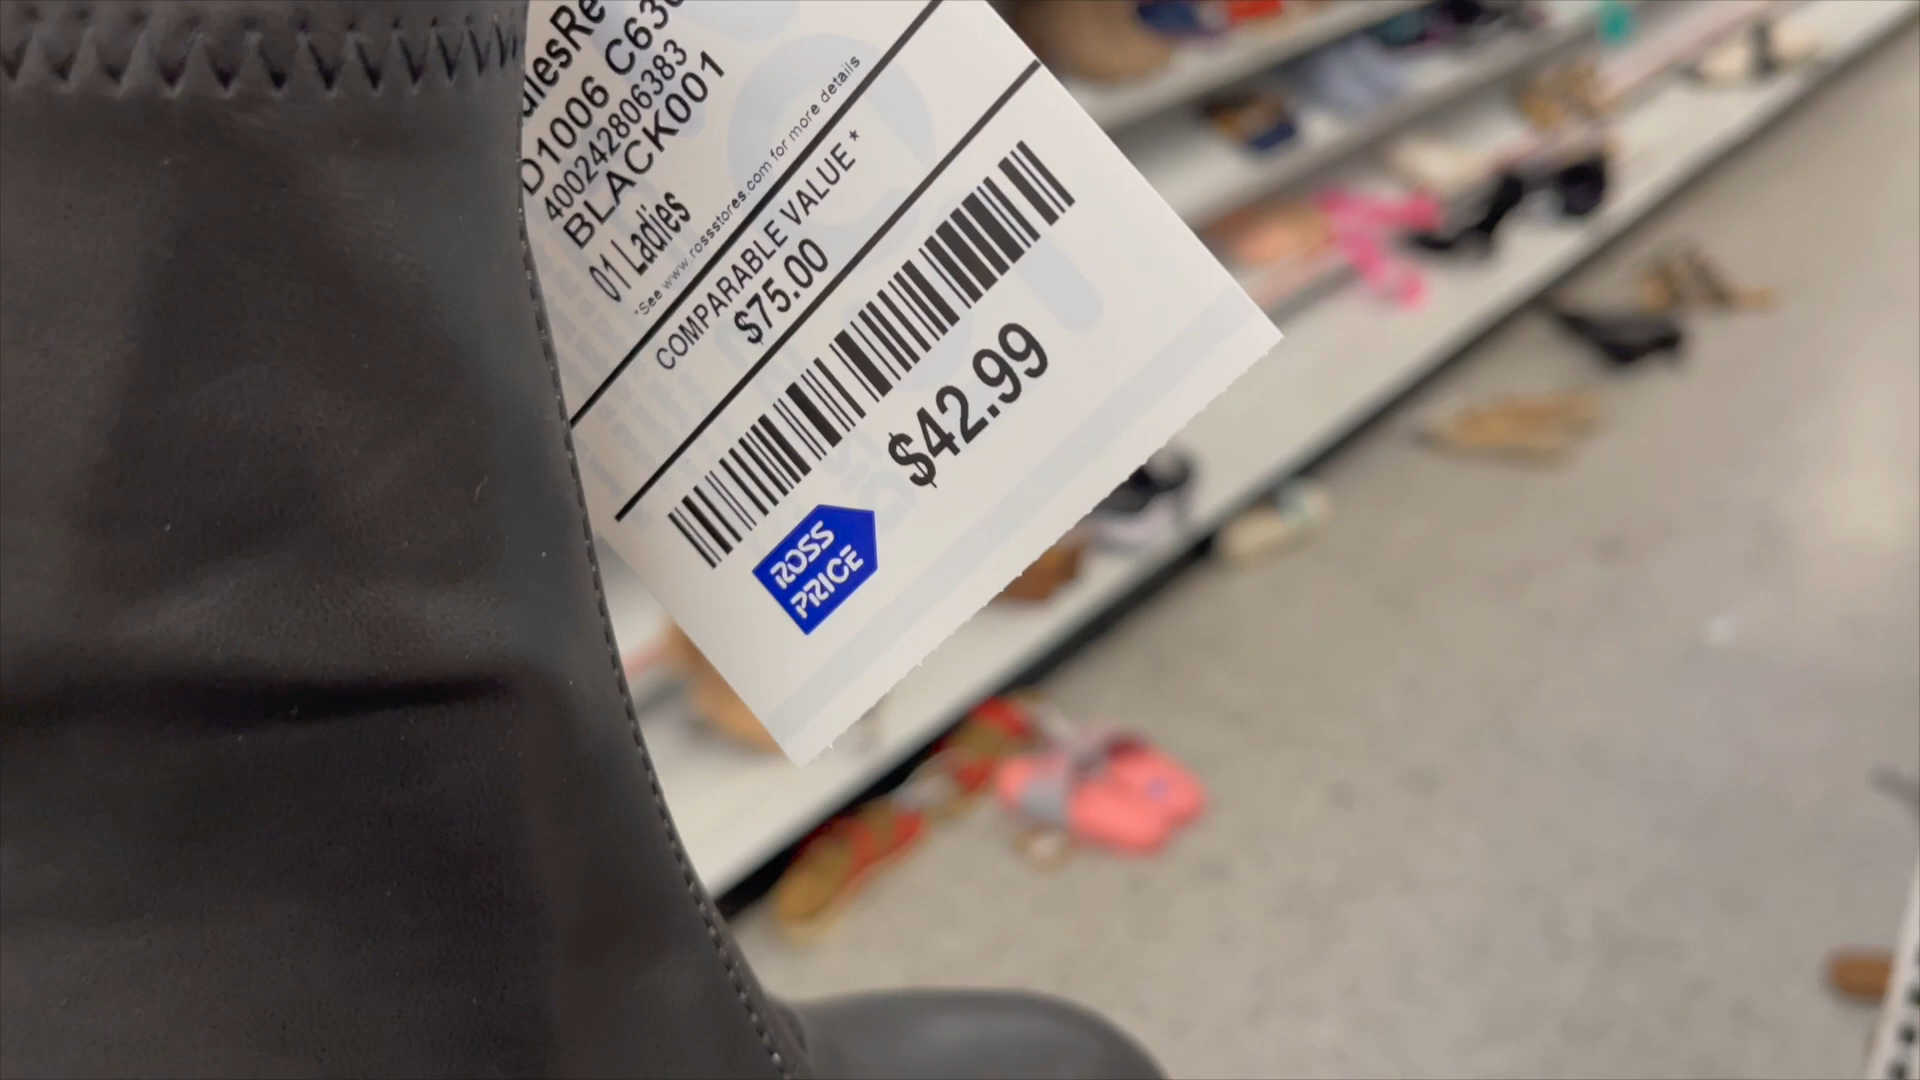 D1006 C63
400242806383
BLACK001
01 Ladies
*See www.rossstores.com for more details
COMPARABLE VALUE *
$75.00
$42.99
ROSS
PRICE